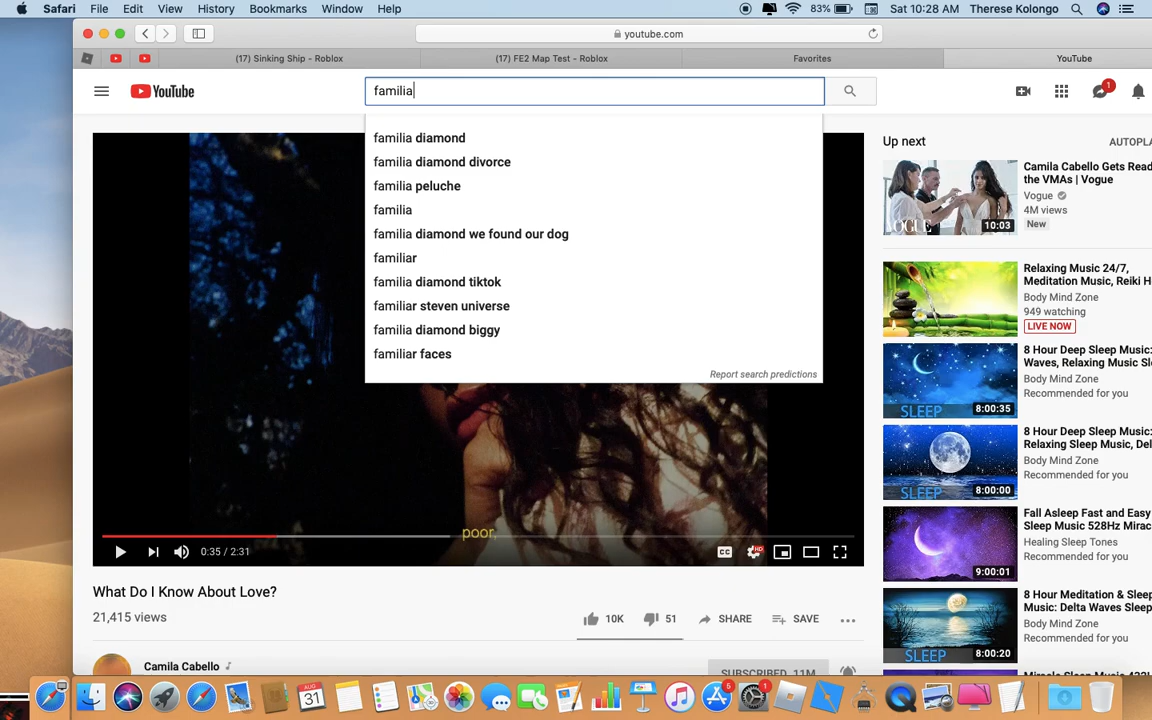 Safari File Edit View History Bookmarks Window Help 83% Sat 10:28 AM Therese Kolongo
youtube.com
(17) Sinking Ship - Roblox (17) FE2 Map Test - Roblox Favorites YouTube
YouTube familia 1
familia diamond
familia diamond divorce
familia peluche
familia
familia diamond we found our dog
familiar
familia diamond tiktok
familiar steven universe
familia diamond biggy
familiar faces
Report search predictions
poor,
0:35 / 2:31 CC HD
What Do I Know About Love?
21,415 views
10K 51 SHARE SAVE
Camila Cabello
SUBSCRIBED 11M
Up next AUTOPLA
VOGUE
10:03
Camila Cabello Gets Read
the VMAs | Vogue
Vogue
4M views
New
Relaxing Music 24/7,
Meditation Music, Reiki H
Body Mind Zone
949 watching
LIVE NOW
SLEEP 8:00:35
8 Hour Deep Sleep Music:
Waves, Relaxing Music Sl
Body Mind Zone
Recommended for you
SLEEP 8:00:00
8 Hour Deep Sleep Music:
Relaxing Sleep Music, Del
Body Mind Zone
Recommended for you
9:00:01
Fall Asleep Fast and Easy
Sleep Music 528Hz Mirac
Healing Sleep Tones
Recommended for you
SLEEP 8:00:20
8 Hour Meditation & Slee
Music: Delta Waves Sleep
Body Mind Zone
Recommended for you
AUG 31 5 1